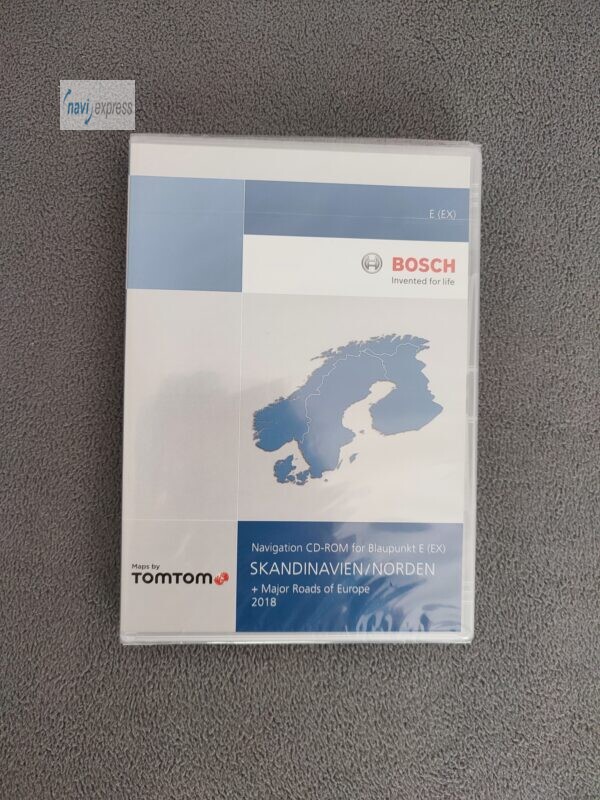 navi express
E (EX)
BOSCH
Invented for life
Navigation CD-ROM for Blaupunkt E (EX)
SKANDINAVIEN/NORDEN
+ Major Roads of Europe
2018
Maps by
TOMTOM